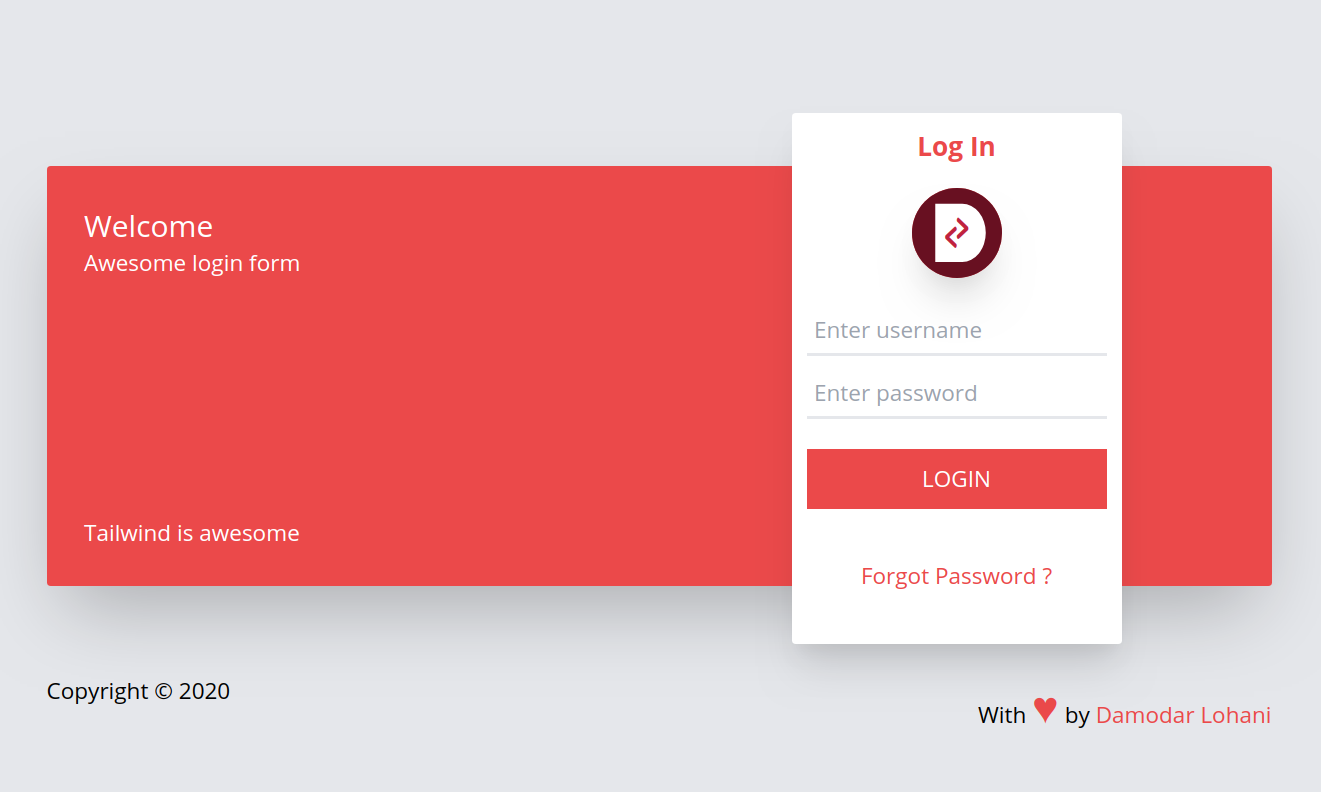 Log In
Welcome
Awesome login form
Enter username
Enter password
LOGIN
Tailwind is awesome
Forgot Password ?
Copyright © 2020
With ♥ by Damodar Lohani